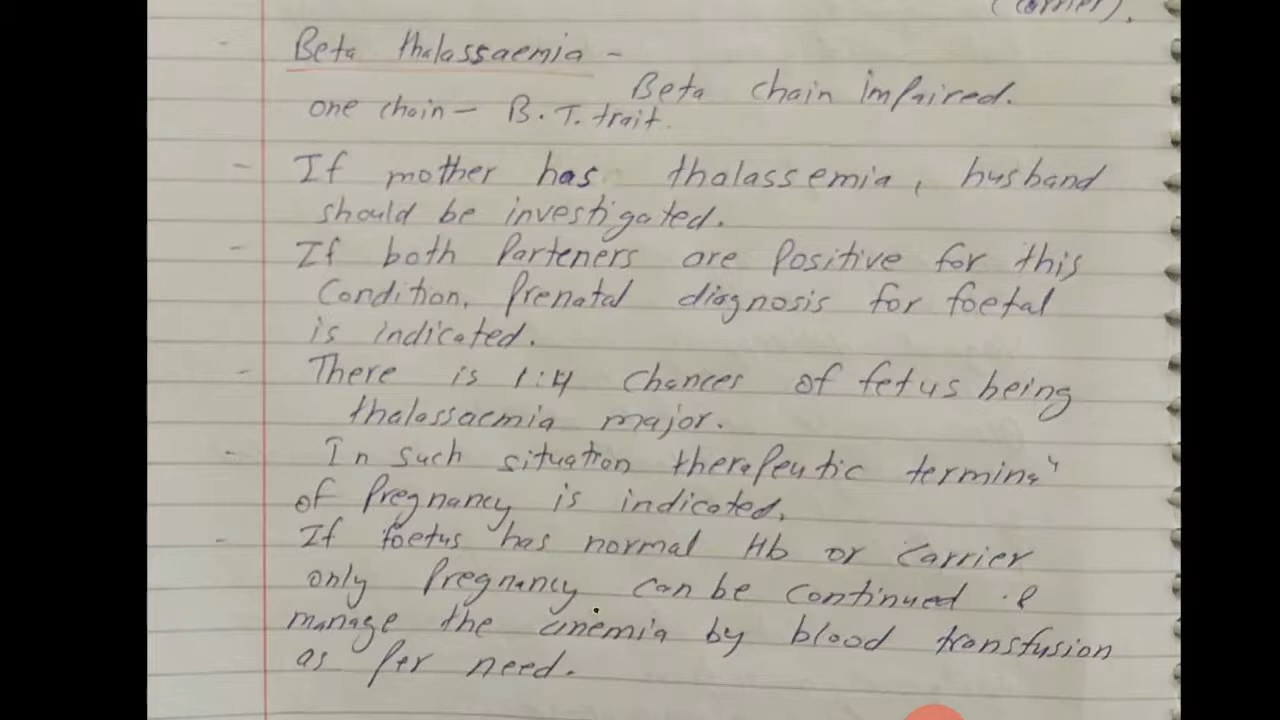 (carrier).
Beta thalassaemia -
Beta chain impaired.
one chain - B.T. trait.
- If mother has thalassemia, husband
should be investigated.
- If both Parteners are Positive for this
Condition, Prenatal diagnosis for foetal
is indicated.
- There is 1:4 chances of fetus being
thalassaemia major.
- In such situation therapeutic termin"
of Pregnancy is indicated.
- If foetus has normal Hb or Carrier
only Pregnancy can be continued &
manage the anemia by blood transfusion
as Per need.